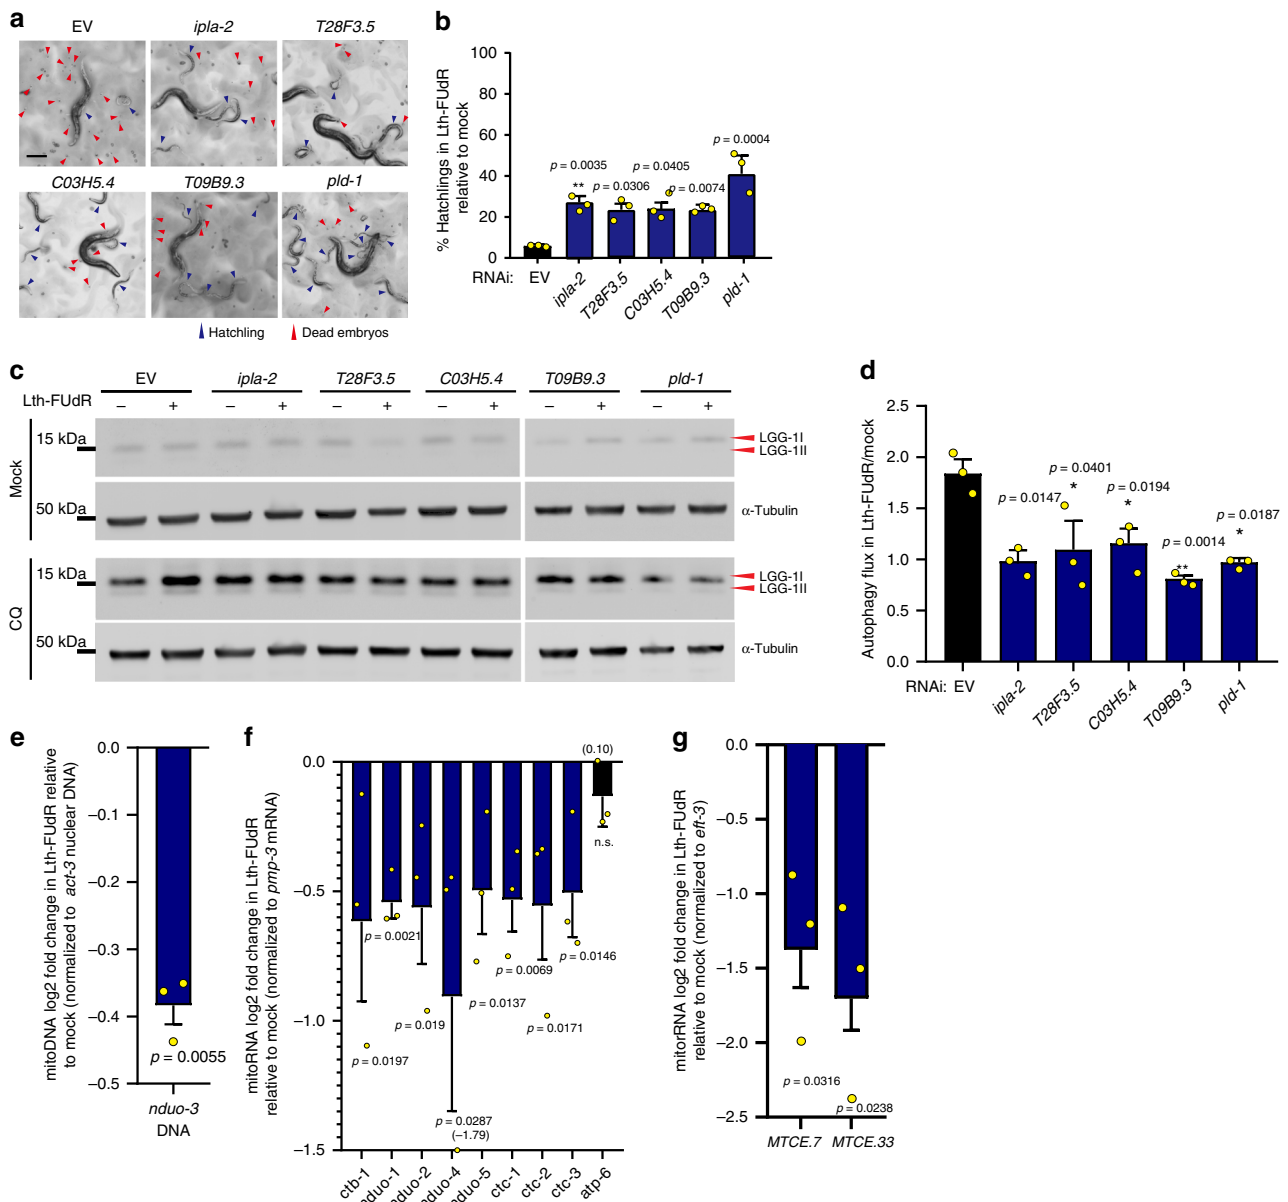 a
EV
ipla-2
T28F3.5
C03H5.4
T09B9.3
pld-1
Hatchling
Dead embryos
b
% Hatchlings in Lth-FUdR
relative to mock
100
80
60
40
20
0
p = 0.0035
**
p = 0.0306
p = 0.0405
p = 0.0074
p = 0.0004
RNAi:
EV
ipla-2
T28F3.5
C03H5.4
T09B9.3
pld-1
c
EV
ipla-2
T28F3.5
C03H5.4
T09B9.3
pld-1
Lth-FUdR
– + – + – + – + – + – +
Mock
15 kDa
LGG-1I
LGG-1II
50 kDa
α-Tubulin
CQ
15 kDa
LGG-1I
LGG-1II
50 kDa
α-Tubulin
d
Autophagy flux in Lth-FUdR/mock
2.5
2.0
1.5
1.0
0.5
0.0
p = 0.0147
p = 0.0401
*
p = 0.0194
*
p = 0.0014
**
p = 0.0187
*
RNAi: EV
ipla-2
T28F3.5
C03H5.4
T09B9.3
pld-1
e
mitoDNA log2 fold change in Lth-FUdR relative
to mock (normalized to act-3 nuclear DNA)
0.0
–0.1
–0.2
–0.3
–0.4
–0.5
p = 0.0055
nduo-3
DNA
f
mitoRNA log2 fold change in Lth-FUdR
relative to mock (normalized to pmp-3 mRNA)
0.0
–0.5
–1.0
–1.5
(0.10)
n.s.
p = 0.0197
p = 0.0021
p = 0.019
p = 0.0287
(–1.79)
p = 0.0137
p = 0.0069
p = 0.0171
p = 0.0146
ctb-1
nduo-1
nduo-2
nduo-4
nduo-5
ctc-1
ctc-2
ctc-3
atp-6
g
mitorRNA log2 fold change in Lth-FUdR
relative to mock (normalized to eft-3)
0.0
–0.5
–1.0
–1.5
–2.0
–2.5
p = 0.0316
p = 0.0238
MTCE.7
MTCE.33